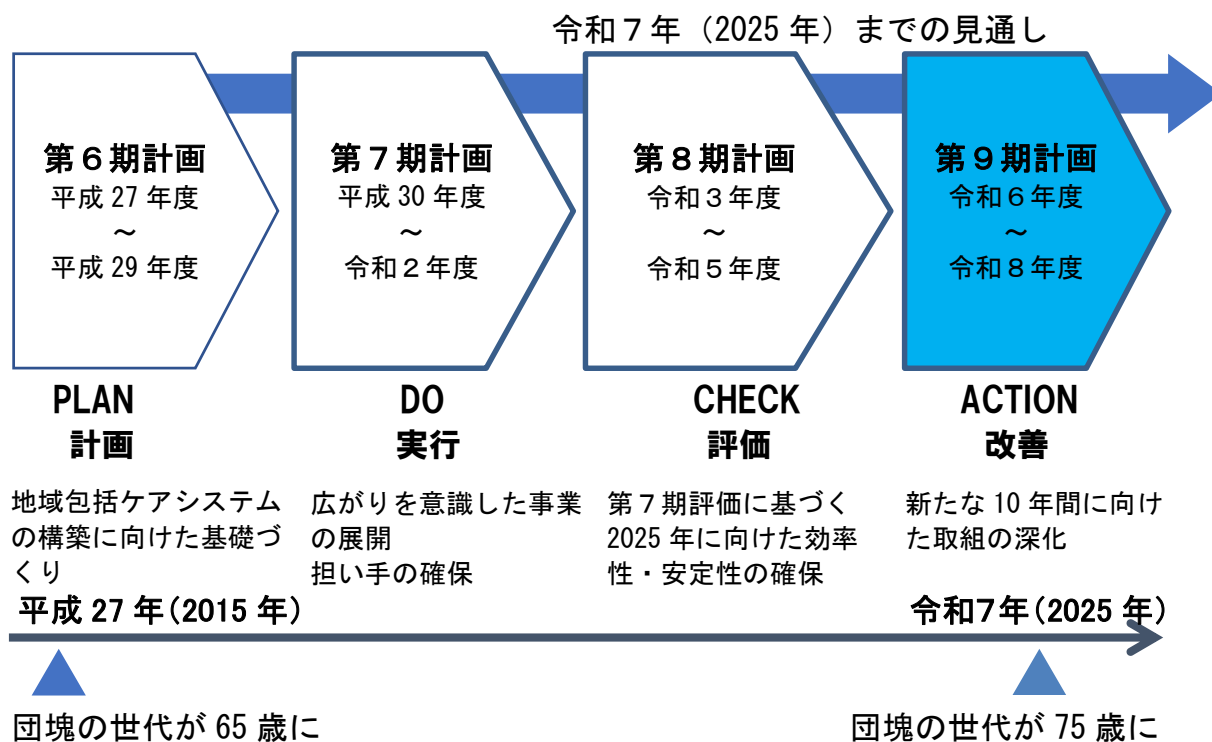 令和７年（2025 年）までの見通し
第６期計画
平成 27 年度
～
平成 29 年度
第７期計画
平成 30 年度
～
令和２年度
第８期計画
令和３年度
～
令和５年度
第９期計画
令和６年度
～
令和８年度
PLAN
計画
DO
実行
CHECK
評価
ACTION
改善
地域包括ケアシステム
の構築に向けた基礎づ
くり
広がりを意識した事業
の展開
担い手の確保
第７期評価に基づく
2025 年に向けた効率
性・安定性の確保
新たな 10 年間に向け
た取組の深化
平成 27 年(2015 年)
令和７年(2025 年)
団塊の世代が 65 歳に
団塊の世代が 75 歳に